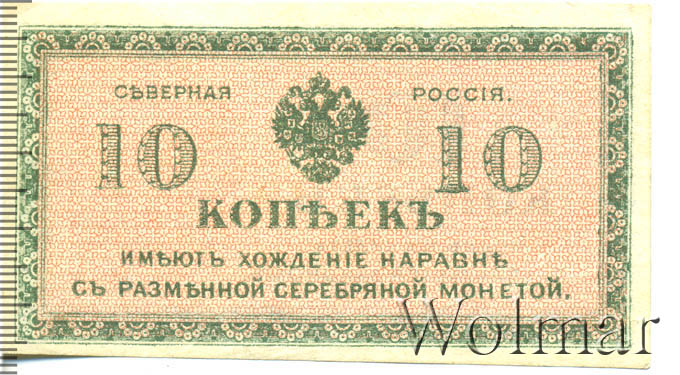 СѢВЕРНАЯ РОССІЯ.
10 10
КОПѢЕКЪ
ИМѢЮТЪ ХОЖДЕНІЕ НАРАВНѢ
СЪ РАЗМѢННОЙ СЕРЕБРЯНОЙ МОНЕТОЙ.
Wolmar